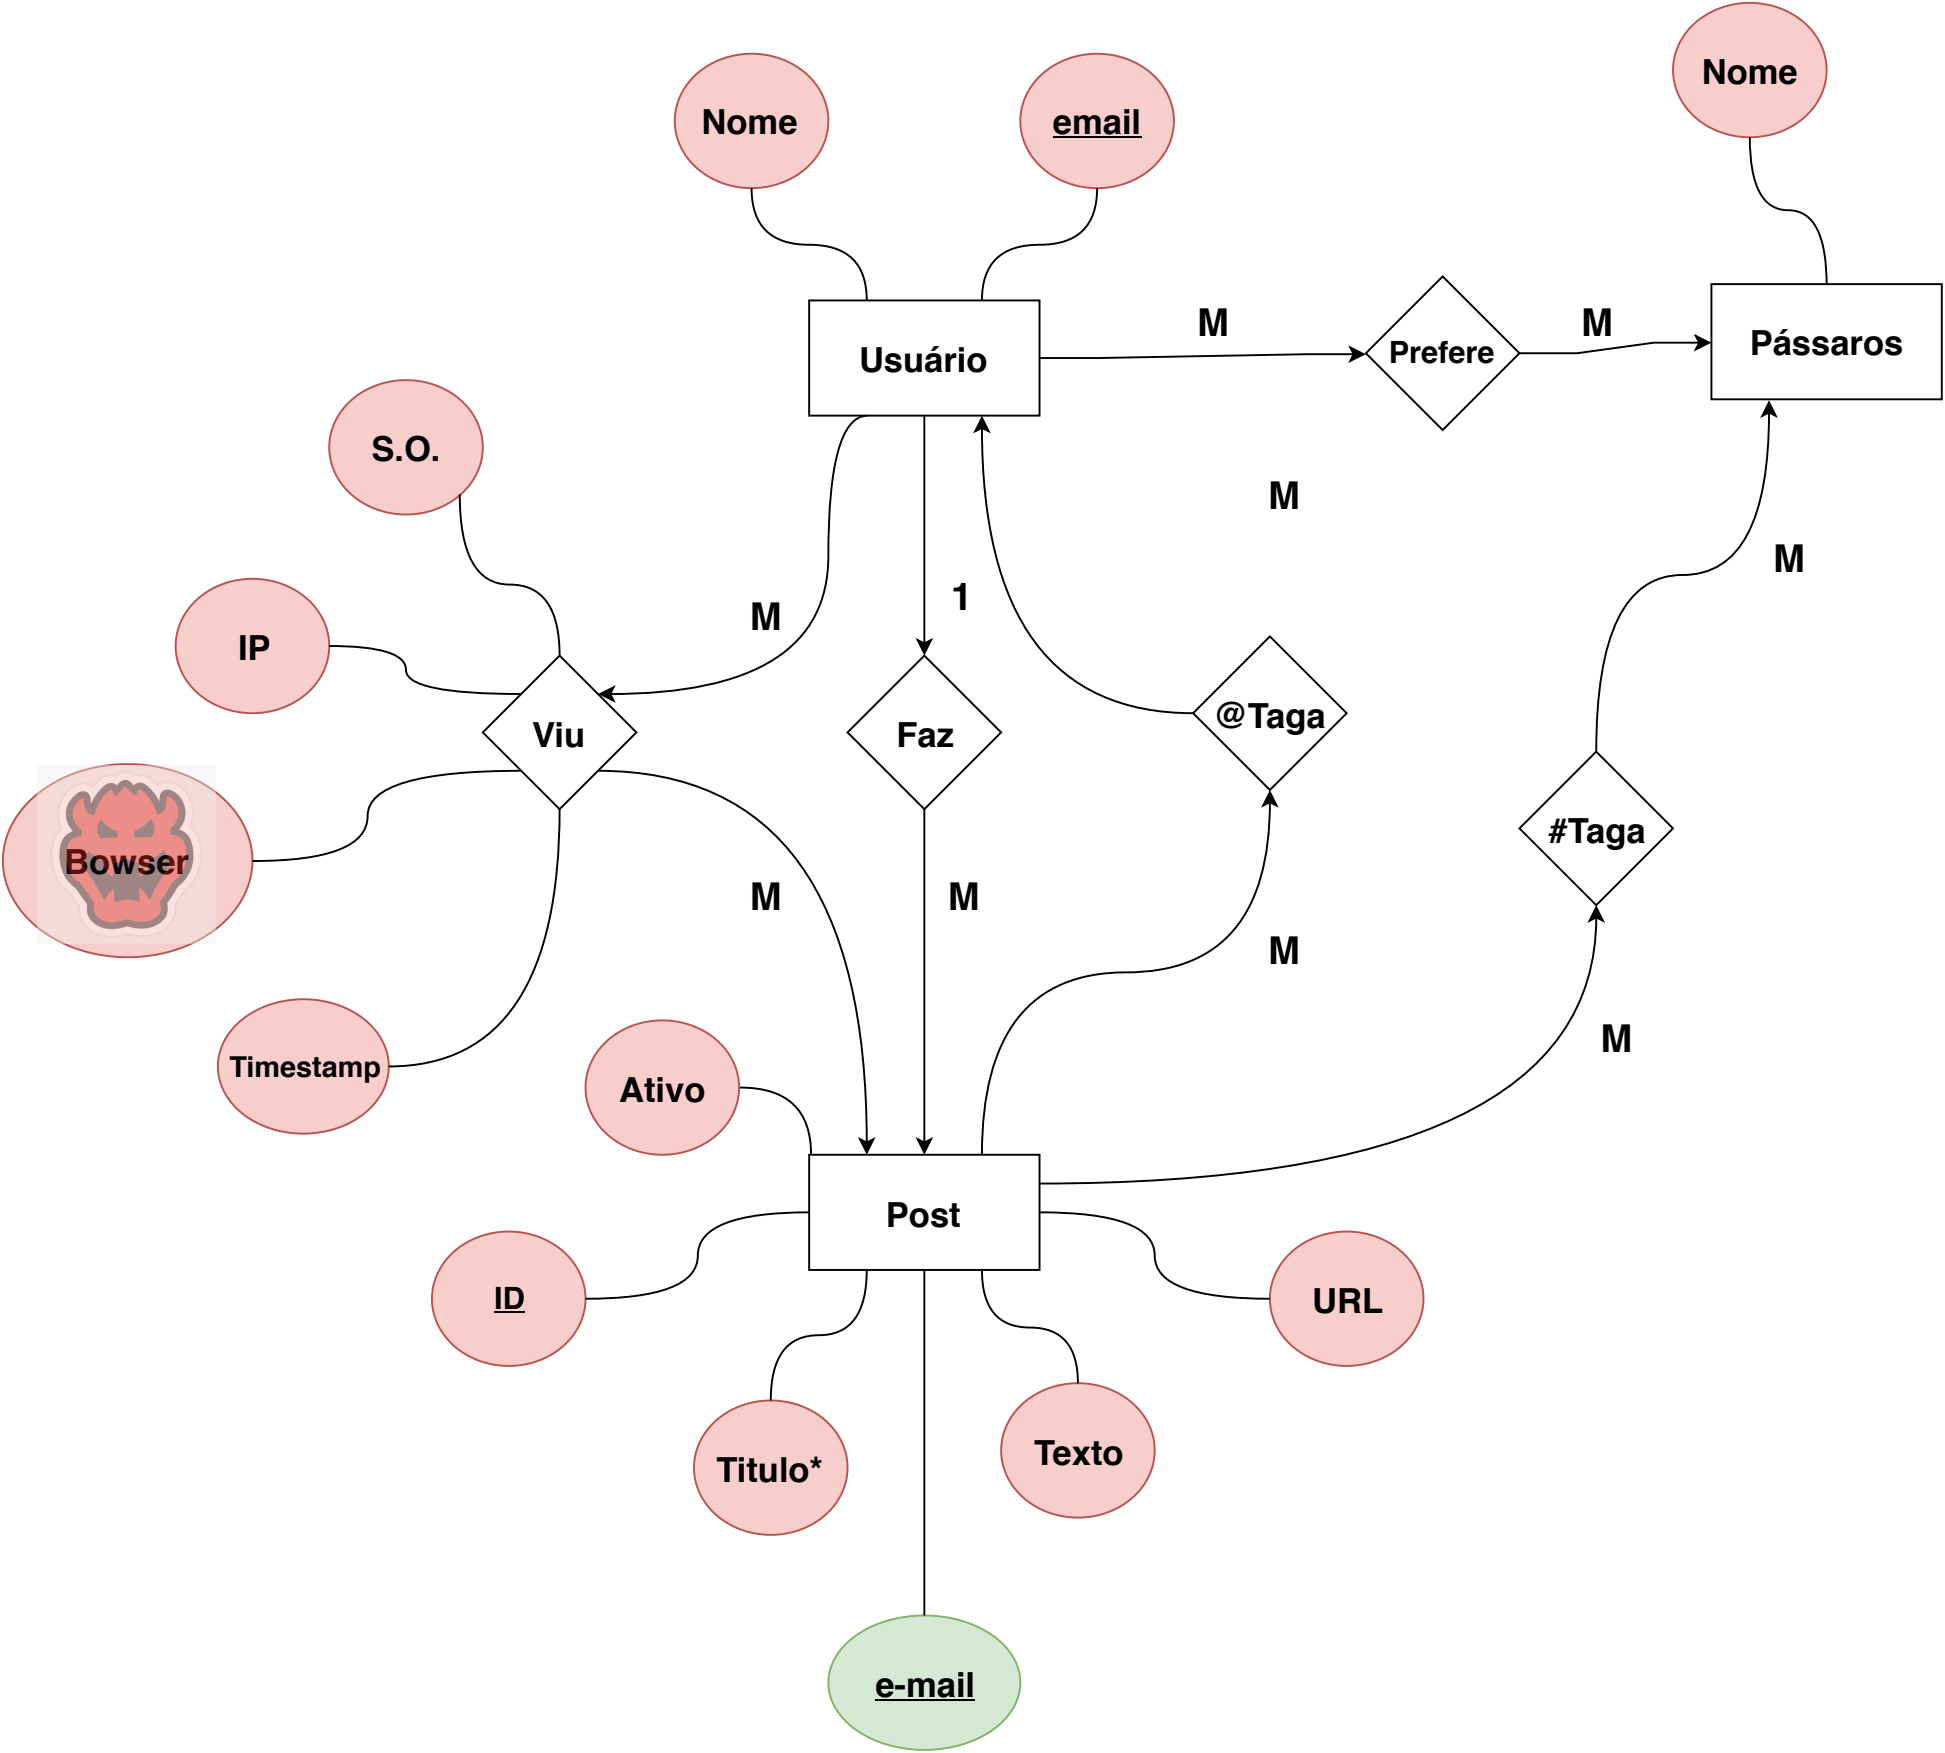 Nome
Nome
email
M
M
Usuário
Prefere
Pássaros
S.O.
M
M
1
M
IP
@Taga
Viu
Faz
#Taga
Bowser
M
M
M
M
Timestamp
Ativo
Post
ID
URL
Titulo*
Texto
e-mail